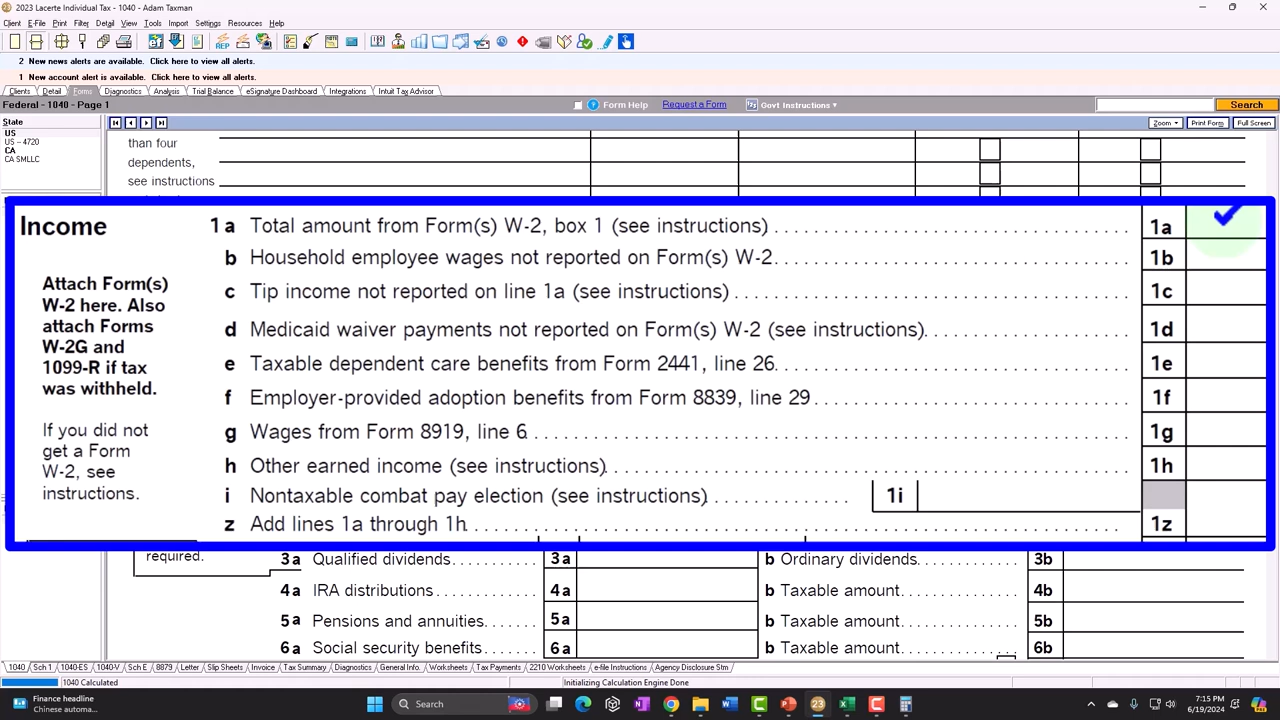 23 2023 Lacerte Individual Tax - 1040 - Adam Taxman
Client E-File Print Filter Detail View Tools Import Settings Resources Help
2 New news alerts are available. Click here to view all alerts.
1 New account alert is available. Click here to view all alerts.
Clients Detail Forms Diagnostics Analysis Trial Balance eSignature Dashboard Integrations Intuit Tax Advisor
Federal - 1040 - Page 1 Form Help Request a Form Govt Instructions Search
State Zoom Print Form Full Screen
US
US - 4720
CA
CA SMLLC
than four
dependents,
see instructions
Income 1a Total amount from Form(s) W-2, box 1 (see instructions) 1a
b Household employee wages not reported on Form(s) W-2 1b
c Tip income not reported on line 1a (see instructions) 1c
d Medicaid waiver payments not reported on Form(s) W-2 (see instructions) 1d
e Taxable dependent care benefits from Form 2441, line 26 1e
f Employer-provided adoption benefits from Form 8839, line 29 1f
g Wages from Form 8919, line 6 1g
h Other earned income (see instructions) 1h
i Nontaxable combat pay election (see instructions) 1i
z Add lines 1a through 1h 1z
Attach Form(s)
W-2 here. Also
attach Forms
W-2G and
1099-R if tax
was withheld.
If you did not
get a Form
W-2, see
instructions.
required. 3a Qualified dividends 3a b Ordinary dividends 3b
4a IRA distributions 4a b Taxable amount 4b
5a Pensions and annuities 5a b Taxable amount 5b
6a Social security benefits 6a b Taxable amount 6b
1040 Sch 1 1040-ES 1040-V Sch E 8879 Letter Slip Sheets Invoice Tax Summary Diagnostics General Info. Worksheets Tax Payments 2210 Worksheets e-file Instructions Agency Disclosure Stm
1040 Calculated Initializing Calculation Engine Done
Finance headline
Chinese automa...
Search
7:15 PM
6/19/2024